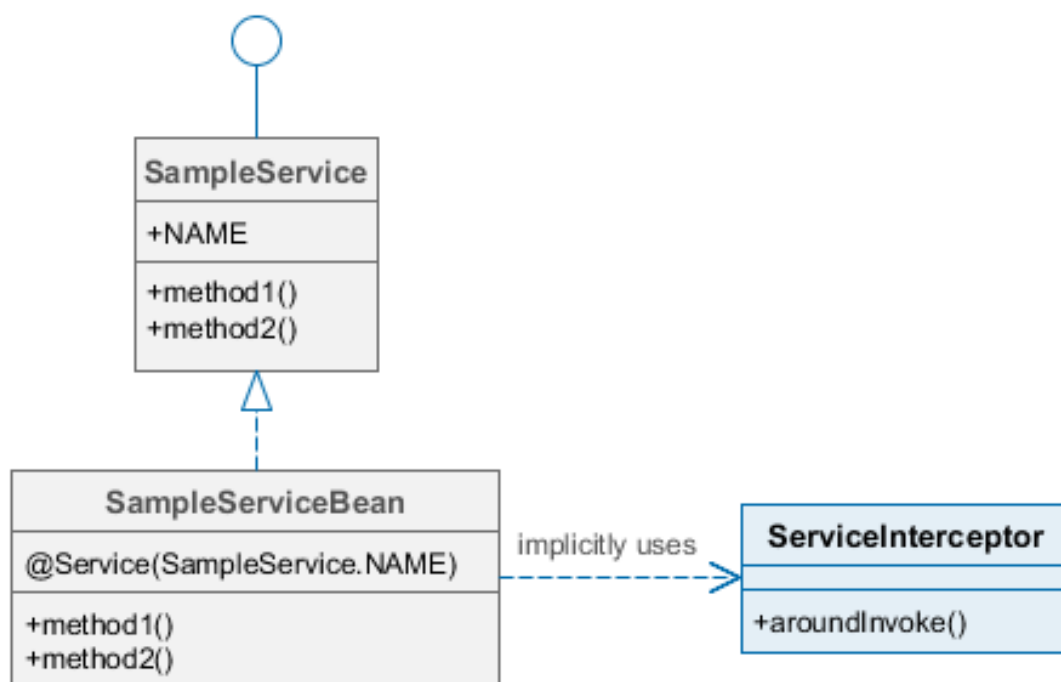 SampleService
+NAME
+method1()
+method2()
SampleServiceBean
@Service(SampleService.NAME)
+method1()
+method2()
implicitly uses
ServiceInterceptor
+aroundInvoke()